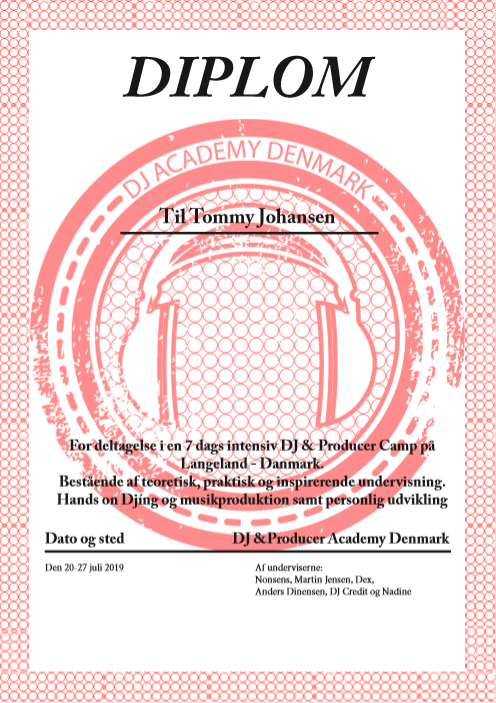 DIPLOM
DJ ACADEMY DENMARK
Til Tommy Johansen
For deltagelse i en 7 dags intensiv DJ & Producer Camp på
Langeland - Danmark.
Bestående af teoretisk, praktisk og inspirerende undervisning.
Hands on Djíng og musikproduktion samt personlig udvikling
Dato og sted
DJ &Producer Academy Denmark
Den 20-27 juli 2019
Af underviserne:
Nonsens, Martin Jensen, Dex,
Anders Dinensen, DJ Credit og Nadine